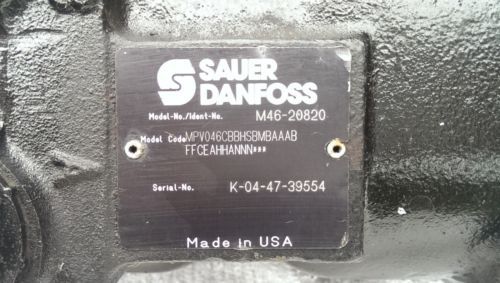 SAUER
DANFOSS
Model-No./Ident-No. M46-20820
Model Code MPV046CBBHSBMBAAAB
FFCEAHHANNN***
Serial-No. K-04-47-39554
Made in USA